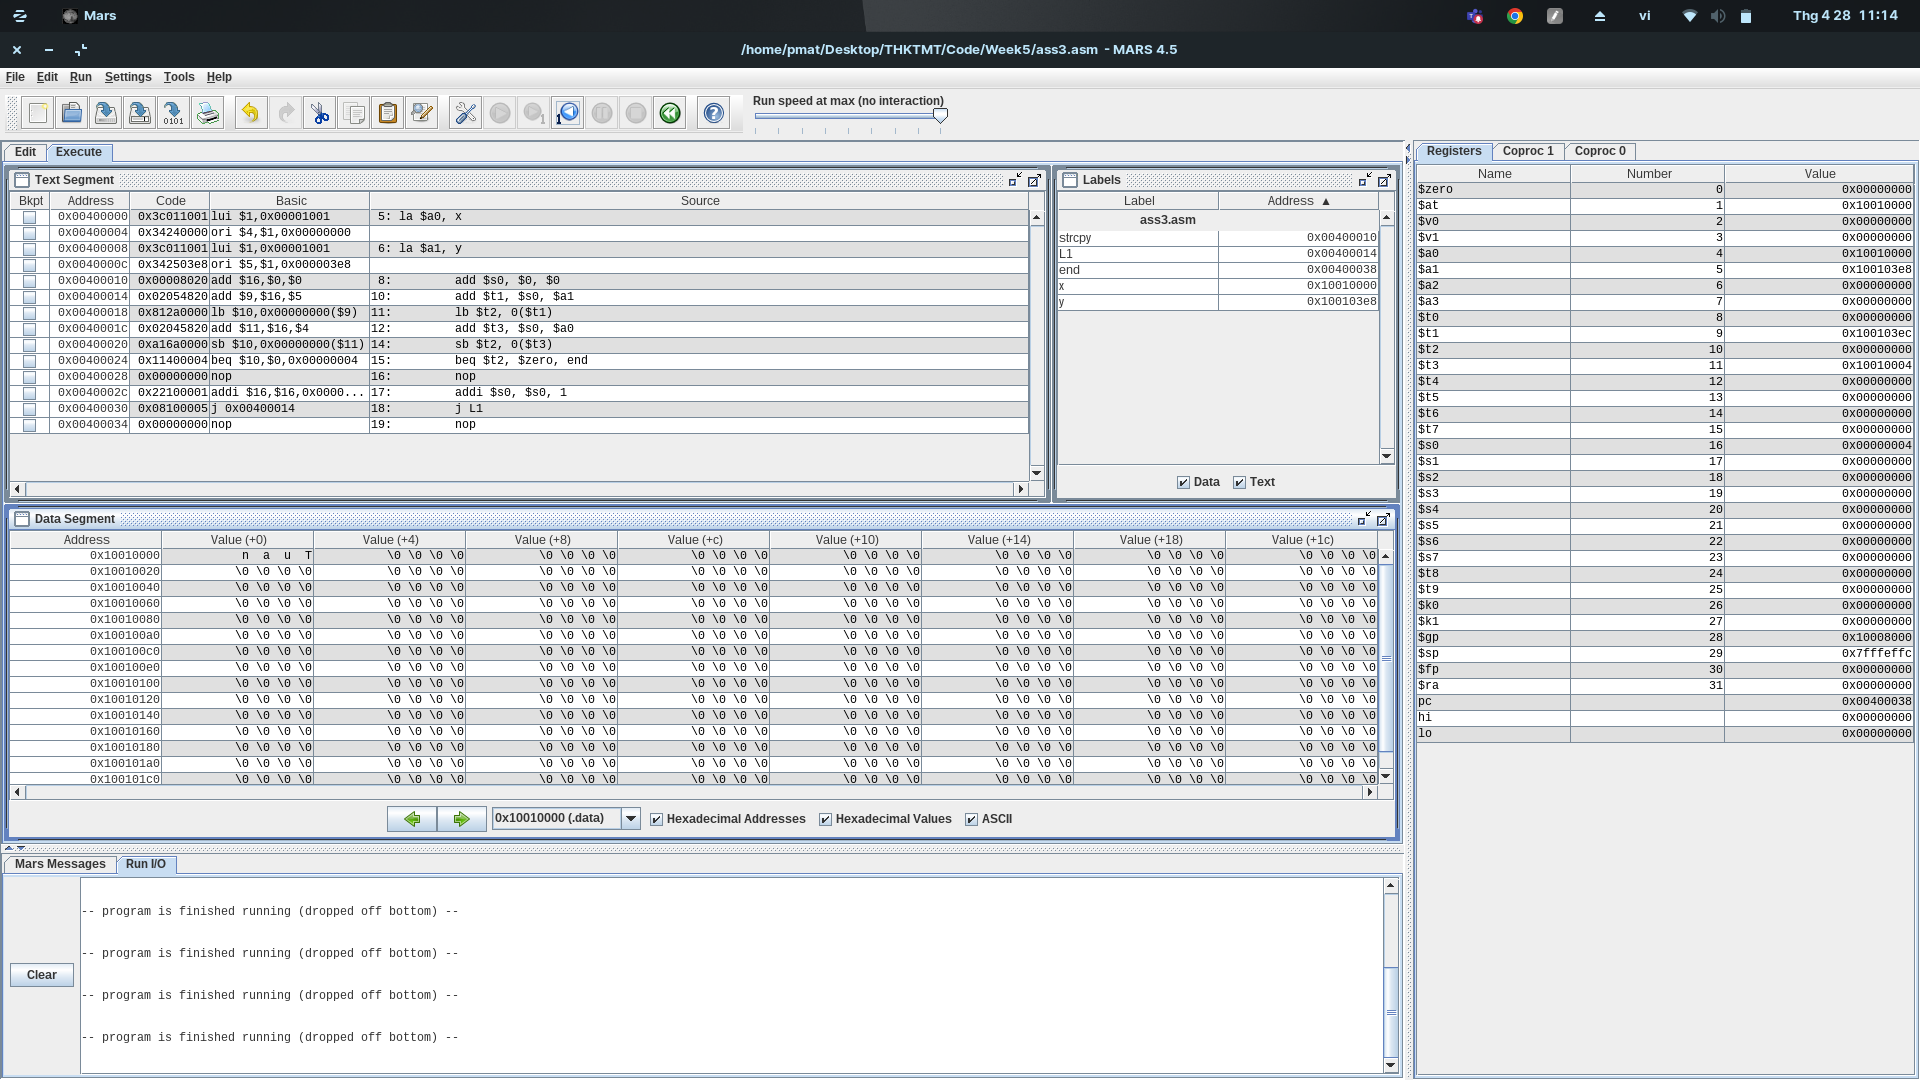 Mars
vi
Thg 4 28 11:14
/home/pmat/Desktop/THKTMT/Code/Week5/ass3.asm - MARS 4.5
File Edit Run Settings Tools Help
Run speed at max (no interaction)
Edit Execute
Text Segment
Bkpt Address Code Basic Source
0x00400000 0x3c011001 lui $1,0x00001001 5: la $a0, x
0x00400004 0x34240000 ori $4,$1,0x00000000
0x00400008 0x3c011001 lui $1,0x00001001 6: la $a1, y
0x0040000c 0x342503e8 ori $5,$1,0x000003e8
0x00400010 0x00008020 add $16,$0,$0 8: add $s0, $0, $0
0x00400014 0x02054820 add $9,$16,$5 10: add $t1, $s0, $a1
0x00400018 0x812a0000 lb $10,0x00000000($9) 11: lb $t2, 0($t1)
0x0040001c 0x02045820 add $11,$16,$4 12: add $t3, $s0, $a0
0x00400020 0xa16a0000 sb $10,0x00000000($11) 14: sb $t2, 0($t3)
0x00400024 0x11400004 beq $10,$0,0x00000004 15: beq $t2, $zero, end
0x00400028 0x00000000 nop 16: nop
0x0040002c 0x22100001 addi $16,$16,0x0000... 17: addi $s0, $s0, 1
0x00400030 0x08100005 j 0x00400014 18: j L1
0x00400034 0x00000000 nop 19: nop
Labels
Label Address ▲
ass3.asm
strcpy 0x00400010
L1 0x00400014
end 0x00400038
x 0x10010000
y 0x100103e8
Data Text
Data Segment
Address Value (+0) Value (+4) Value (+8) Value (+c) Value (+10) Value (+14) Value (+18) Value (+1c)
0x10010000 n a u T \0 \0 \0 \0 \0 \0 \0 \0 \0 \0 \0 \0 \0 \0 \0 \0 \0 \0 \0 \0 \0 \0 \0 \0 \0 \0 \0 \0
0x10010020 \0 \0 \0 \0 \0 \0 \0 \0 \0 \0 \0 \0 \0 \0 \0 \0 \0 \0 \0 \0 \0 \0 \0 \0 \0 \0 \0 \0 \0 \0 \0 \0
0x10010040 \0 \0 \0 \0 \0 \0 \0 \0 \0 \0 \0 \0 \0 \0 \0 \0 \0 \0 \0 \0 \0 \0 \0 \0 \0 \0 \0 \0 \0 \0 \0 \0
0x10010060 \0 \0 \0 \0 \0 \0 \0 \0 \0 \0 \0 \0 \0 \0 \0 \0 \0 \0 \0 \0 \0 \0 \0 \0 \0 \0 \0 \0 \0 \0 \0 \0
0x10010080 \0 \0 \0 \0 \0 \0 \0 \0 \0 \0 \0 \0 \0 \0 \0 \0 \0 \0 \0 \0 \0 \0 \0 \0 \0 \0 \0 \0 \0 \0 \0 \0
0x100100a0 \0 \0 \0 \0 \0 \0 \0 \0 \0 \0 \0 \0 \0 \0 \0 \0 \0 \0 \0 \0 \0 \0 \0 \0 \0 \0 \0 \0 \0 \0 \0 \0
0x100100c0 \0 \0 \0 \0 \0 \0 \0 \0 \0 \0 \0 \0 \0 \0 \0 \0 \0 \0 \0 \0 \0 \0 \0 \0 \0 \0 \0 \0 \0 \0 \0 \0
0x100100e0 \0 \0 \0 \0 \0 \0 \0 \0 \0 \0 \0 \0 \0 \0 \0 \0 \0 \0 \0 \0 \0 \0 \0 \0 \0 \0 \0 \0 \0 \0 \0 \0
0x10010100 \0 \0 \0 \0 \0 \0 \0 \0 \0 \0 \0 \0 \0 \0 \0 \0 \0 \0 \0 \0 \0 \0 \0 \0 \0 \0 \0 \0 \0 \0 \0 \0
0x10010120 \0 \0 \0 \0 \0 \0 \0 \0 \0 \0 \0 \0 \0 \0 \0 \0 \0 \0 \0 \0 \0 \0 \0 \0 \0 \0 \0 \0 \0 \0 \0 \0
0x10010140 \0 \0 \0 \0 \0 \0 \0 \0 \0 \0 \0 \0 \0 \0 \0 \0 \0 \0 \0 \0 \0 \0 \0 \0 \0 \0 \0 \0 \0 \0 \0 \0
0x10010160 \0 \0 \0 \0 \0 \0 \0 \0 \0 \0 \0 \0 \0 \0 \0 \0 \0 \0 \0 \0 \0 \0 \0 \0 \0 \0 \0 \0 \0 \0 \0 \0
0x10010180 \0 \0 \0 \0 \0 \0 \0 \0 \0 \0 \0 \0 \0 \0 \0 \0 \0 \0 \0 \0 \0 \0 \0 \0 \0 \0 \0 \0 \0 \0 \0 \0
0x100101a0 \0 \0 \0 \0 \0 \0 \0 \0 \0 \0 \0 \0 \0 \0 \0 \0 \0 \0 \0 \0 \0 \0 \0 \0 \0 \0 \0 \0 \0 \0 \0 \0
0x100101c0 \0 \0 \0 \0 \0 \0 \0 \0 \0 \0 \0 \0 \0 \0 \0 \0 \0 \0 \0 \0 \0 \0 \0 \0 \0 \0 \0 \0 \0 \0 \0 \0
0x10010000 (.data) Hexadecimal Addresses Hexadecimal Values ASCII
Mars Messages Run I/O
Clear
-- program is finished running (dropped off bottom) --
-- program is finished running (dropped off bottom) --
-- program is finished running (dropped off bottom) --
-- program is finished running (dropped off bottom) --
Registers Coproc 1 Coproc 0
Name Number Value
$zero 0 0x00000000
$at 1 0x10010000
$v0 2 0x00000000
$v1 3 0x00000000
$a0 4 0x10010000
$a1 5 0x100103e8
$a2 6 0x00000000
$a3 7 0x00000000
$t0 8 0x00000000
$t1 9 0x100103ec
$t2 10 0x00000000
$t3 11 0x10010004
$t4 12 0x00000000
$t5 13 0x00000000
$t6 14 0x00000000
$t7 15 0x00000000
$s0 16 0x00000004
$s1 17 0x00000000
$s2 18 0x00000000
$s3 19 0x00000000
$s4 20 0x00000000
$s5 21 0x00000000
$s6 22 0x00000000
$s7 23 0x00000000
$t8 24 0x00000000
$t9 25 0x00000000
$k0 26 0x00000000
$k1 27 0x00000000
$gp 28 0x10008000
$sp 29 0x7fffeffc
$fp 30 0x00000000
$ra 31 0x00000000
pc 0x00400038
hi 0x00000000
lo 0x00000000